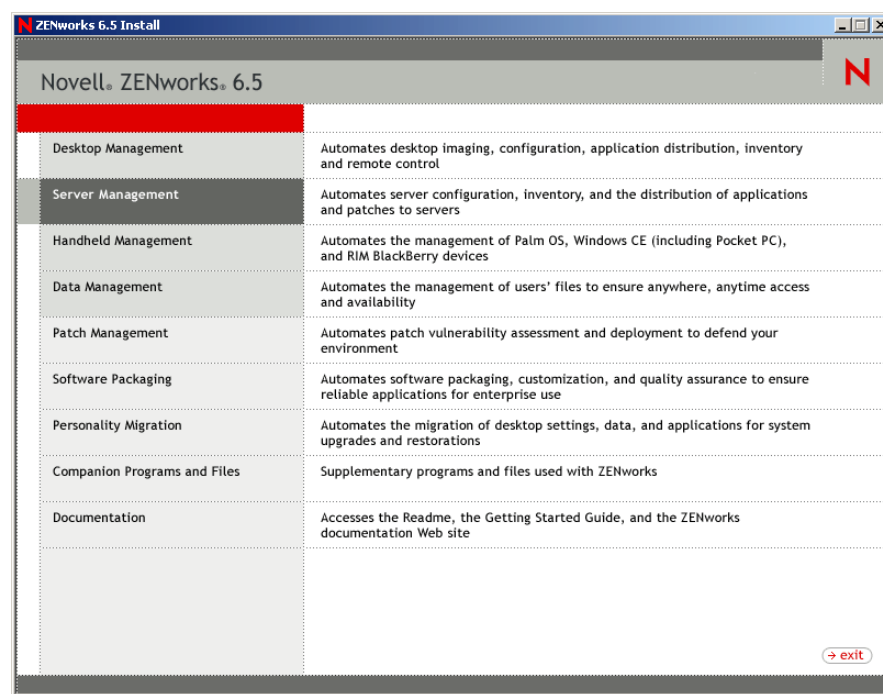 ZENworks 6.5 Install
Novell® ZENworks® 6.5
N
Desktop Management
Automates desktop imaging, configuration, application distribution, inventory
and remote control
Server Management
Automates server configuration, inventory, and the distribution of applications
and patches to servers
Handheld Management
Automates the management of Palm OS, Windows CE (including Pocket PC),
and RIM BlackBerry devices
Data Management
Automates the management of users’ files to ensure anywhere, anytime access
and availability
Patch Management
Automates patch vulnerability assessment and deployment to defend your
environment
Software Packaging
Automates software packaging, customization, and quality assurance to ensure
reliable applications for enterprise use
Personality Migration
Automates the migration of desktop settings, data, and applications for system
upgrades and restorations
Companion Programs and Files
Supplementary programs and files used with ZENworks
Documentation
Accesses the Readme, the Getting Started Guide, and the ZENworks
documentation Web site
exit